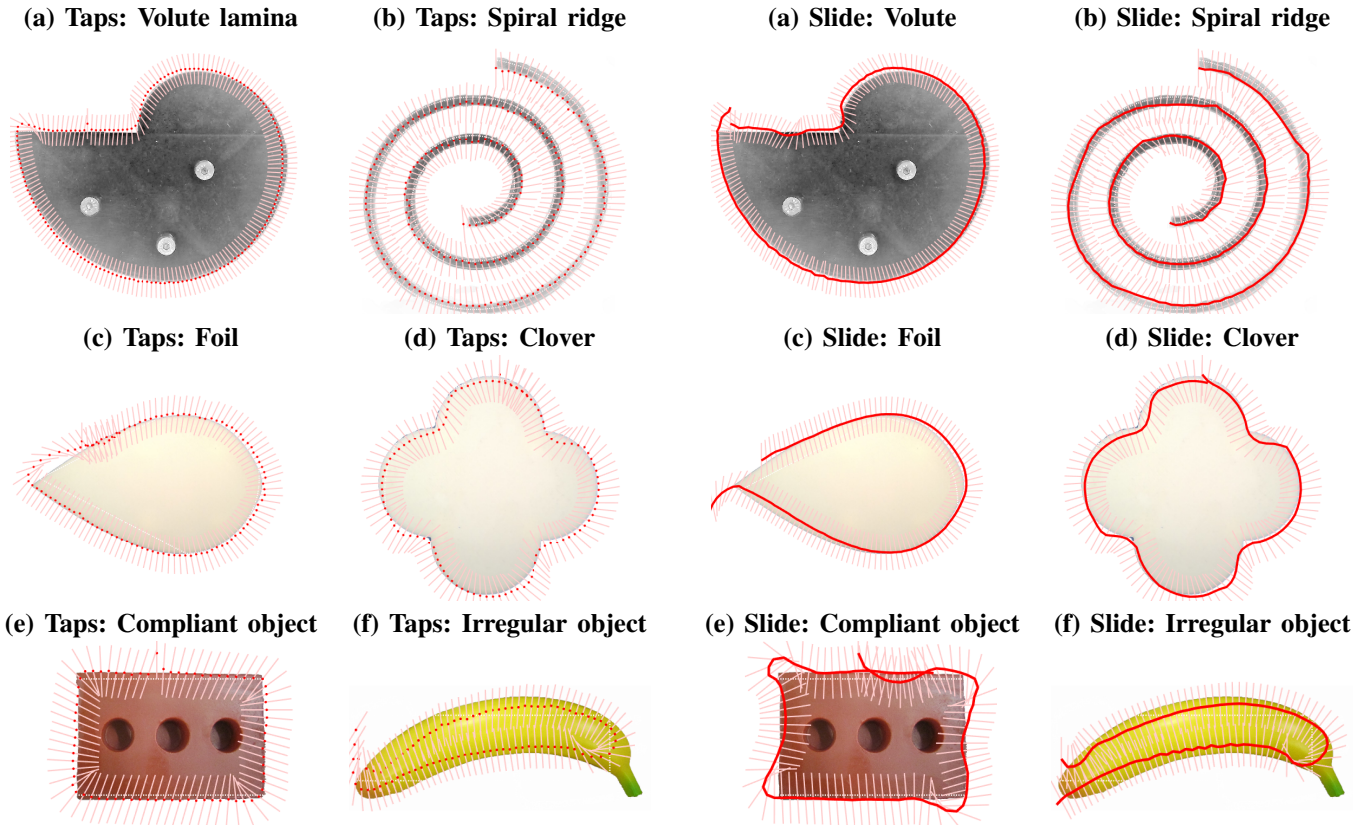 (a) Taps: Volute lamina
(b) Taps: Spiral ridge
(a) Slide: Volute
(b) Slide: Spiral ridge
(c) Taps: Foil
(d) Taps: Clover
(c) Slide: Foil
(d) Slide: Clover
(e) Taps: Compliant object
(f) Taps: Irregular object
(e) Slide: Compliant object
(f) Slide: Irregular object